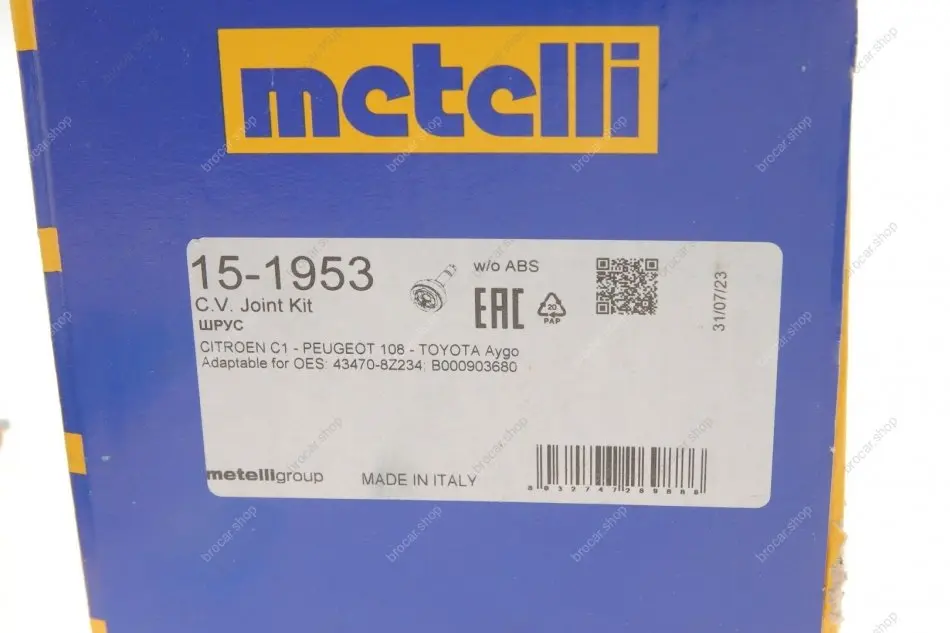 metelli
15-1953
w/o ABS
C.V. Joint Kit
ШРУС
EAC
20
PAP
31/07/23
CITROEN C1 - PEUGEOT 108 - TOYOTA Aygo
Adaptable for OES: 43470-8Z234; B000903680
metelligroup
MADE IN ITALY
brocar.shop